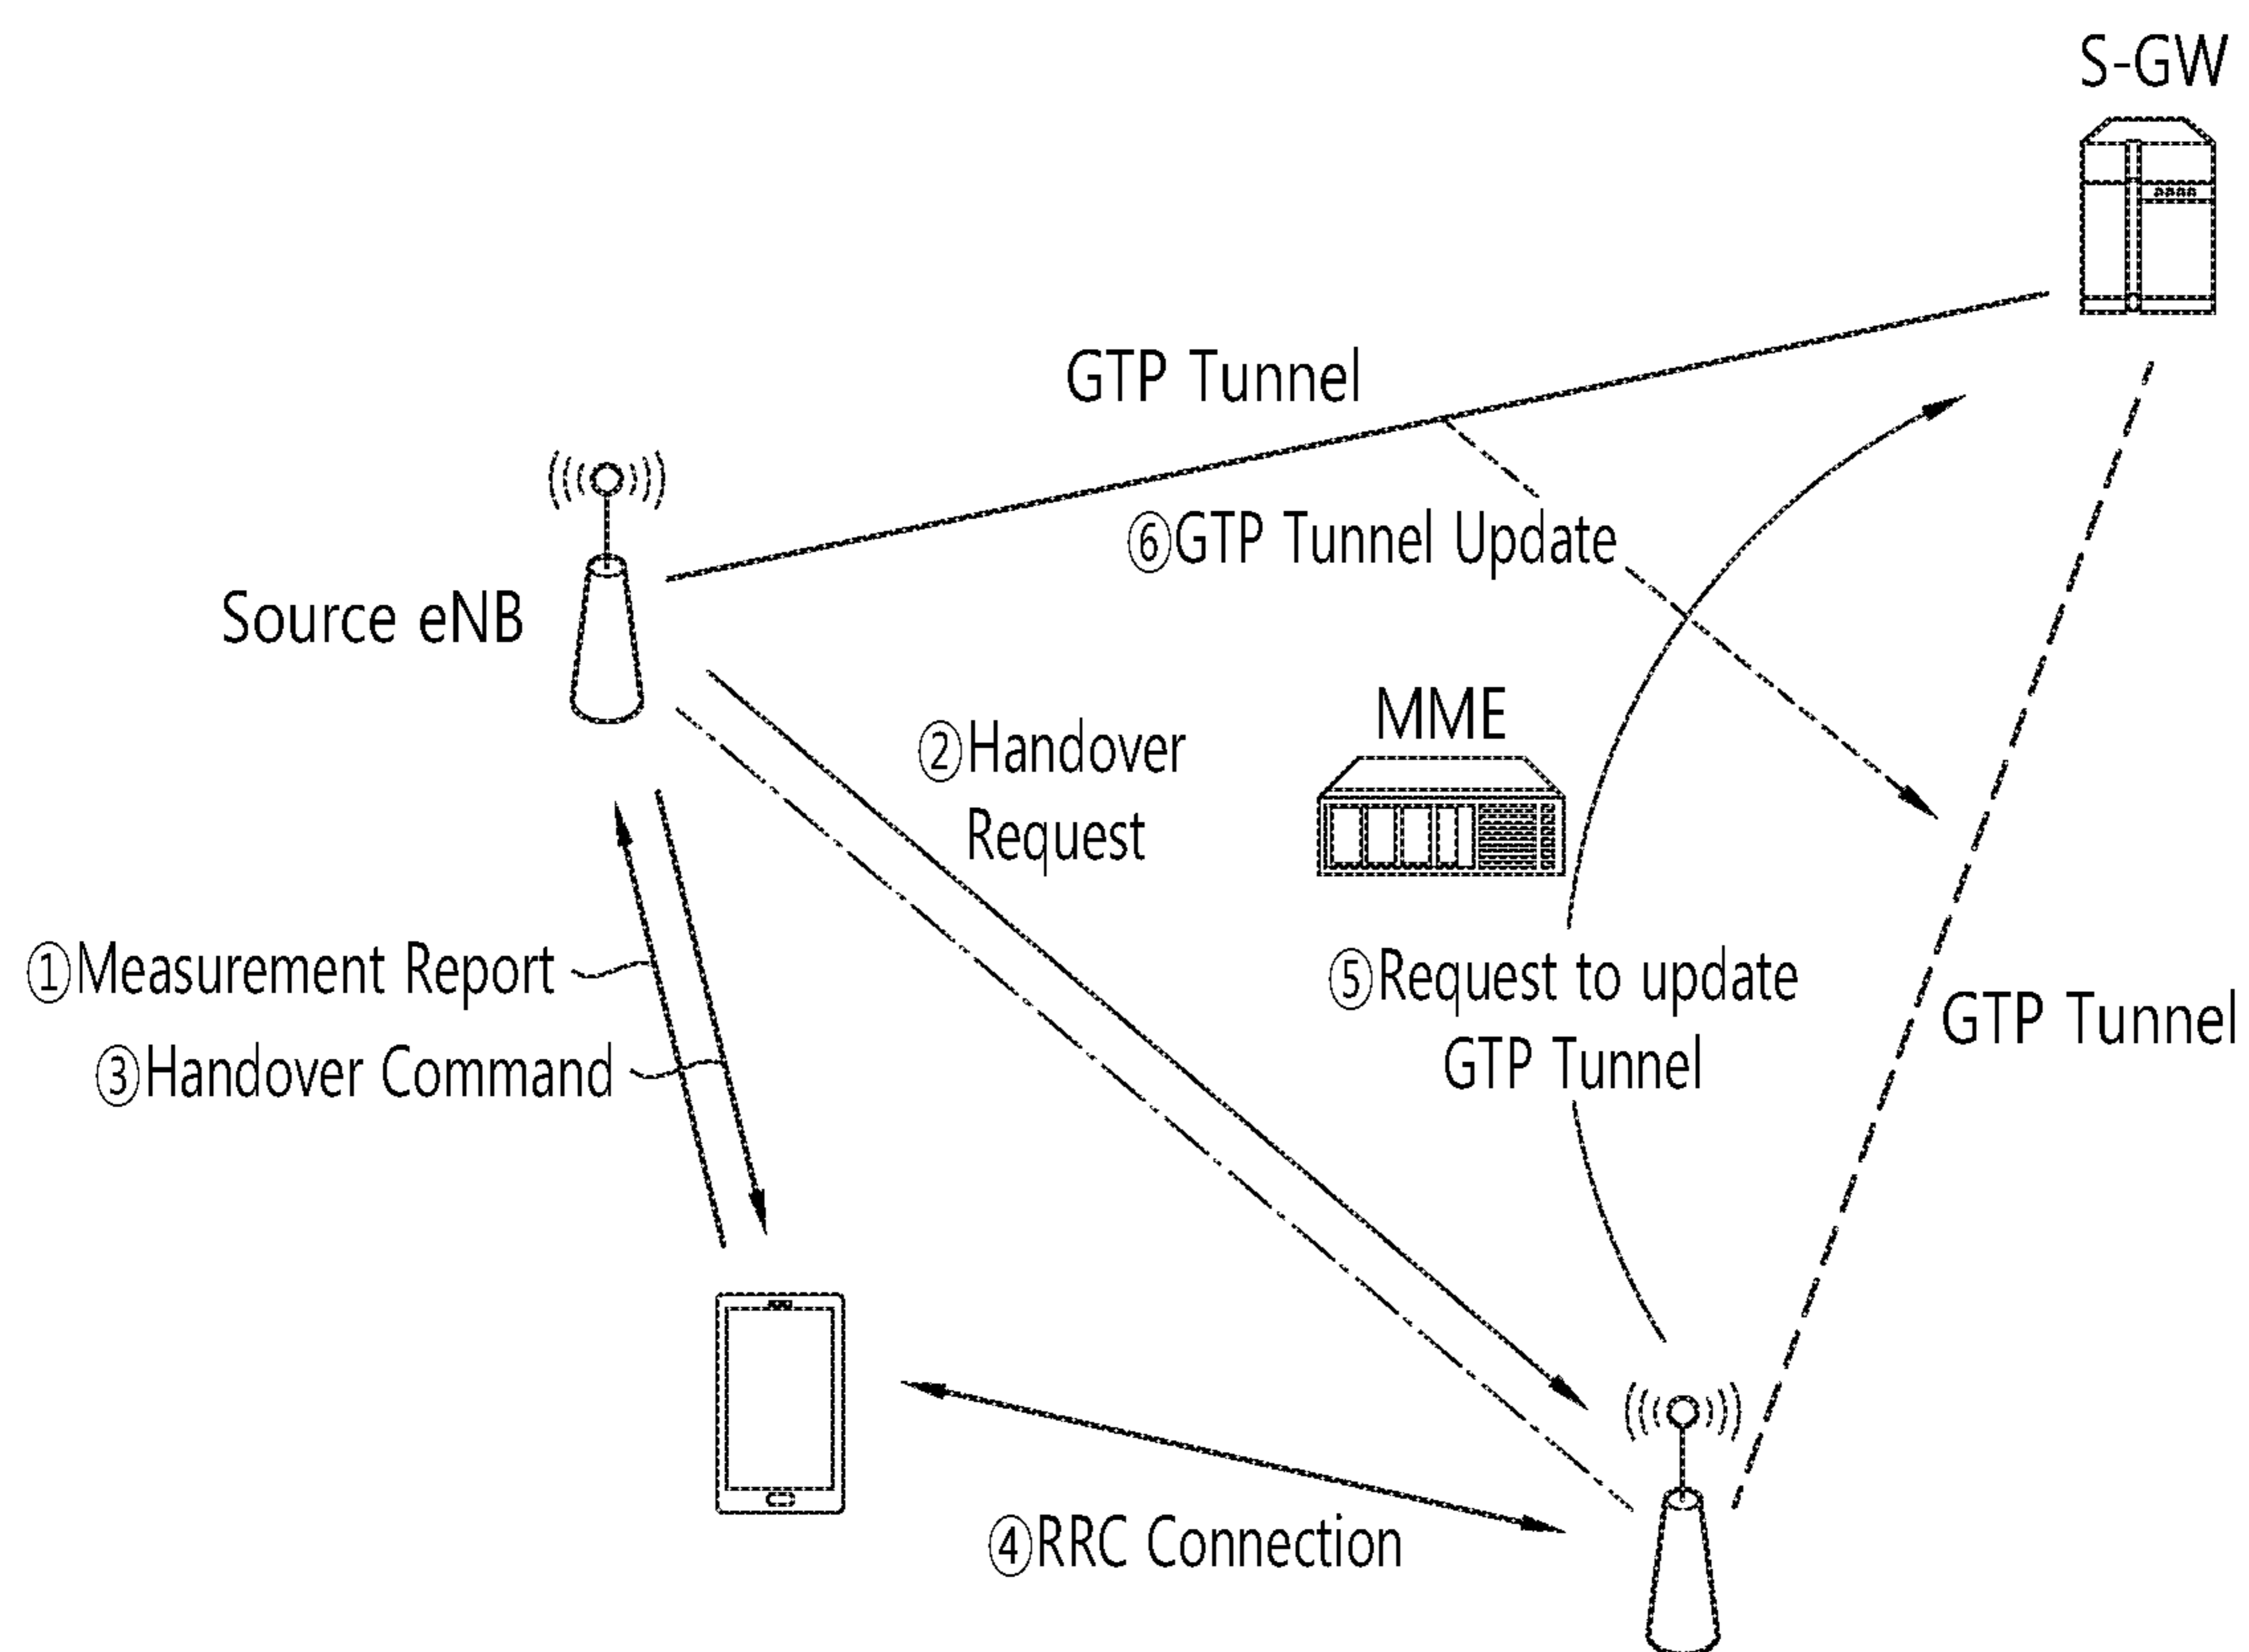 S-GW
GTP Tunnel
⑥GTP Tunnel Update
Source eNB
MME
②Handover
Request
①Measurement Report
⑤Request to update
GTP Tunnel
GTP Tunnel
③Handover Command
④RRC Connection